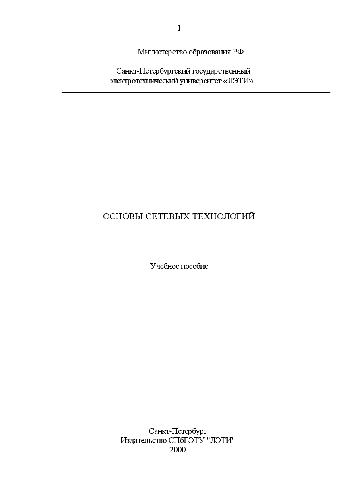 1
Министерство образования РФ
Санкт-Петербургский государственный
электротехнический университет «ЛЭТИ»
ОСНОВЫ СЕТЕВЫХ ТЕХНОЛОГИЙ
Учебное пособие
Санкт-Петербург
Издательство СПбГЭТУ "ЛЭТИ"
2000